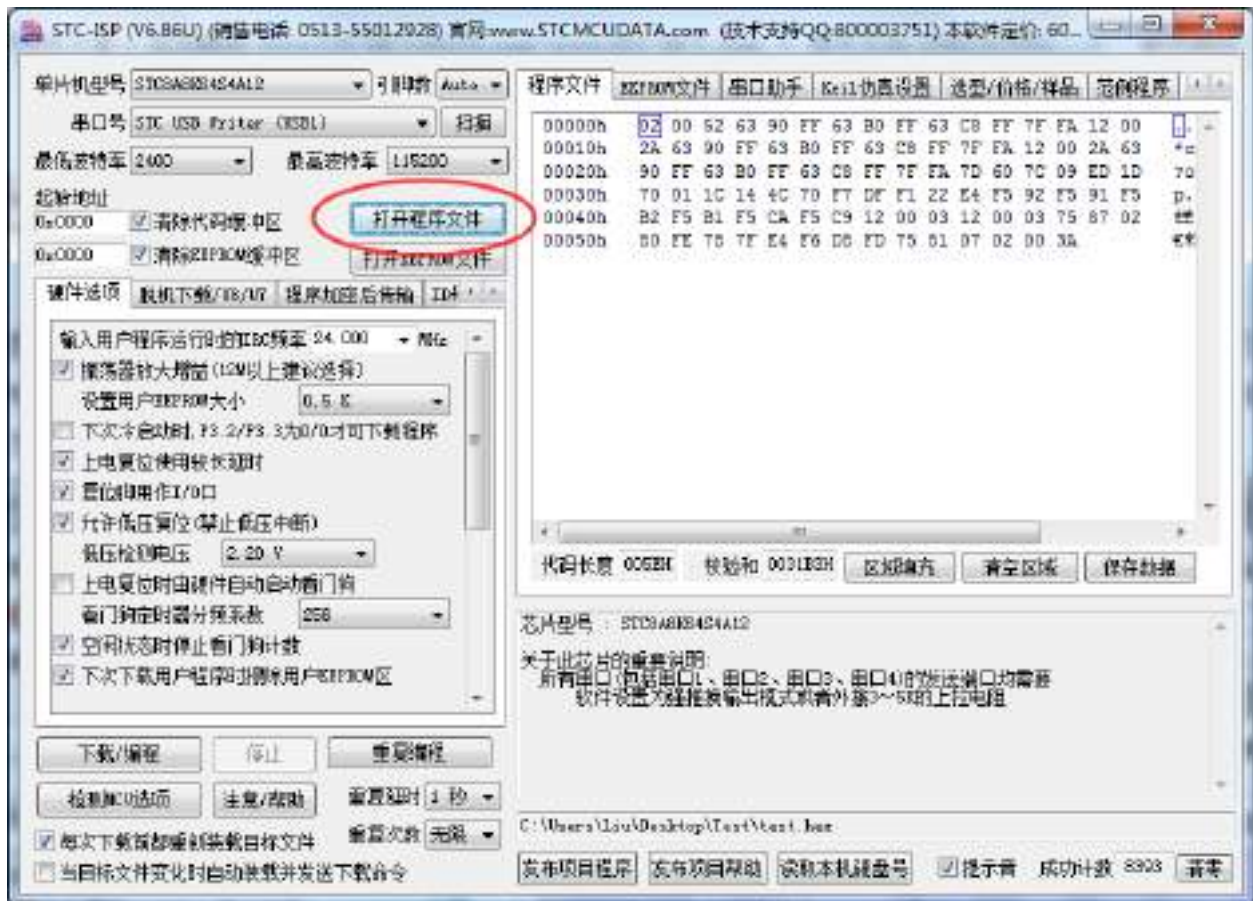 STC-ISP (V6.86U) (销售电话: 0513-55012928) 官网:www.STCMCUDATA.com (技术支持QQ:800003751) 本软件定价: 60...
单片机型号 STC8A8K64S4A12 引脚数 Auto
串口号 STC USB Writer (USB1) 扫描
最低波特率 2400 最高波特率 115200
起始地址
0x0000 清除代码缓冲区 打开程序文件
0x0000 清除EEPROM缓冲区 打开EEPROM文件
硬件选项 脱机下载/U8/U7 程序加密后传输
输入用户程序运行时的IRC频率 24.000 MHz
振荡器放大增益(12M以上建议选择)
设置用户EEPROM大小 0.5 K
下次冷启动时,P3.2/P3.3为0/0才可下载程序
上电复位使用较长延时
复位脚用作I/O口
允许低压复位(禁止低压中断)
低压检测电压 2.20 V
上电复位时由硬件自动启动看门狗
看门狗定时器分频系数 256
空闲状态时停止看门狗计数
下次下载用户程序时擦除用户EEPROM区
下载/编程 停止 重复编程
检测MCU选项 注意/帮助 重复延时 1 秒
每次下载前都重新装载目标文件 重复次数 无限
当目标文件变化时自动装载并发送下载命令
程序文件 EEPROM文件 串口助手 Keil仿真设置 选型/价格/样品 范例程序
00000h 02 00 52 63 90 FF 63 B0 FF 63 C8 FF 7F FA 12 00
00010h 2A 63 90 FF 63 B0 FF 63 C8 FF 7F FA 12 00 2A 63
00020h 90 FF 63 B0 FF 63 C8 FF 7F FA 7D 60 7C 09 ED 1D
00030h 70 01 1C 14 4C 70 F7 DF F1 22 E4 F5 92 F5 91 F5
00040h B2 F5 B1 F5 CA F5 C9 12 00 03 12 00 03 75 87 02
00050h 80 FE 78 7F E4 F6 D8 FD 75 81 07 02 00 3A
代码长度 005EH 校验和 区域填充 清空区域 保存数据
芯片型号 : STC8A8K64S4A12
关于此芯片的重要说明:
所有串口(包括串口1、串口2、串口3、串口4)的发送端口均需要
软件设置为强推挽输出模式或者外接3~5K的上拉电阻
C:\Users\Liu\Desktop\Test\test.hex
发布项目程序 发布项目帮助 读取本机硬盘号 提示音 成功计数 8393 清零